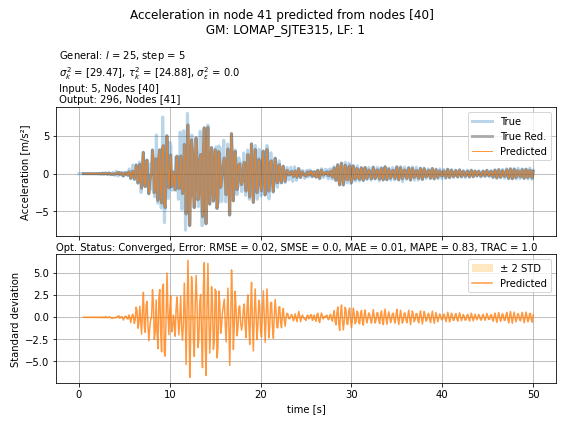 Acceleration in node 41 predicted from nodes [40]
GM: LOMAP_SJTE315, LF: 1
General: l = 25, step = 5
σ²ₖ = [29.47], τ²ₖ = [24.88], σ²ε = 0.0
Input: 5, Nodes [40]
Output: 296, Nodes [41]
True
True Red.
Predicted
Acceleration [m/s²]
5
0
−5
Opt. Status: Converged, Error: RMSE = 0.02, SMSE = 0.0, MAE = 0.01, MAPE = 0.83, TRAC = 1.0
± 2 STD
Predicted
Standard deviation
5.0
2.5
0.0
−2.5
−5.0
0 10 20 30 40 50
time [s]